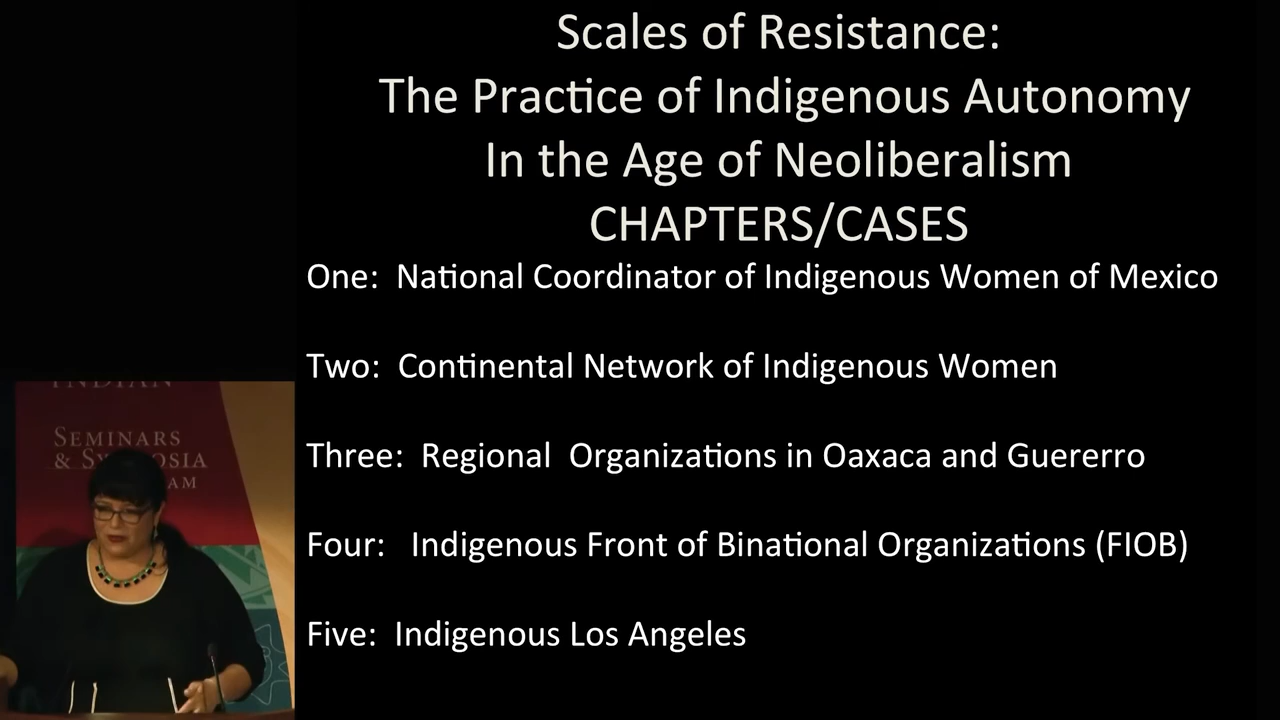 Scales of Resistance:
The Practice of Indigenous Autonomy
In the Age of Neoliberalism
CHAPTERS/CASES
One: National Coordinator of Indigenous Women of Mexico
Two: Continental Network of Indigenous Women
Three: Regional Organizations in Oaxaca and Guererro
Four: Indigenous Front of Binational Organizations (FIOB)
Five: Indigenous Los Angeles
INDIAN
SEMINARS
&
AM